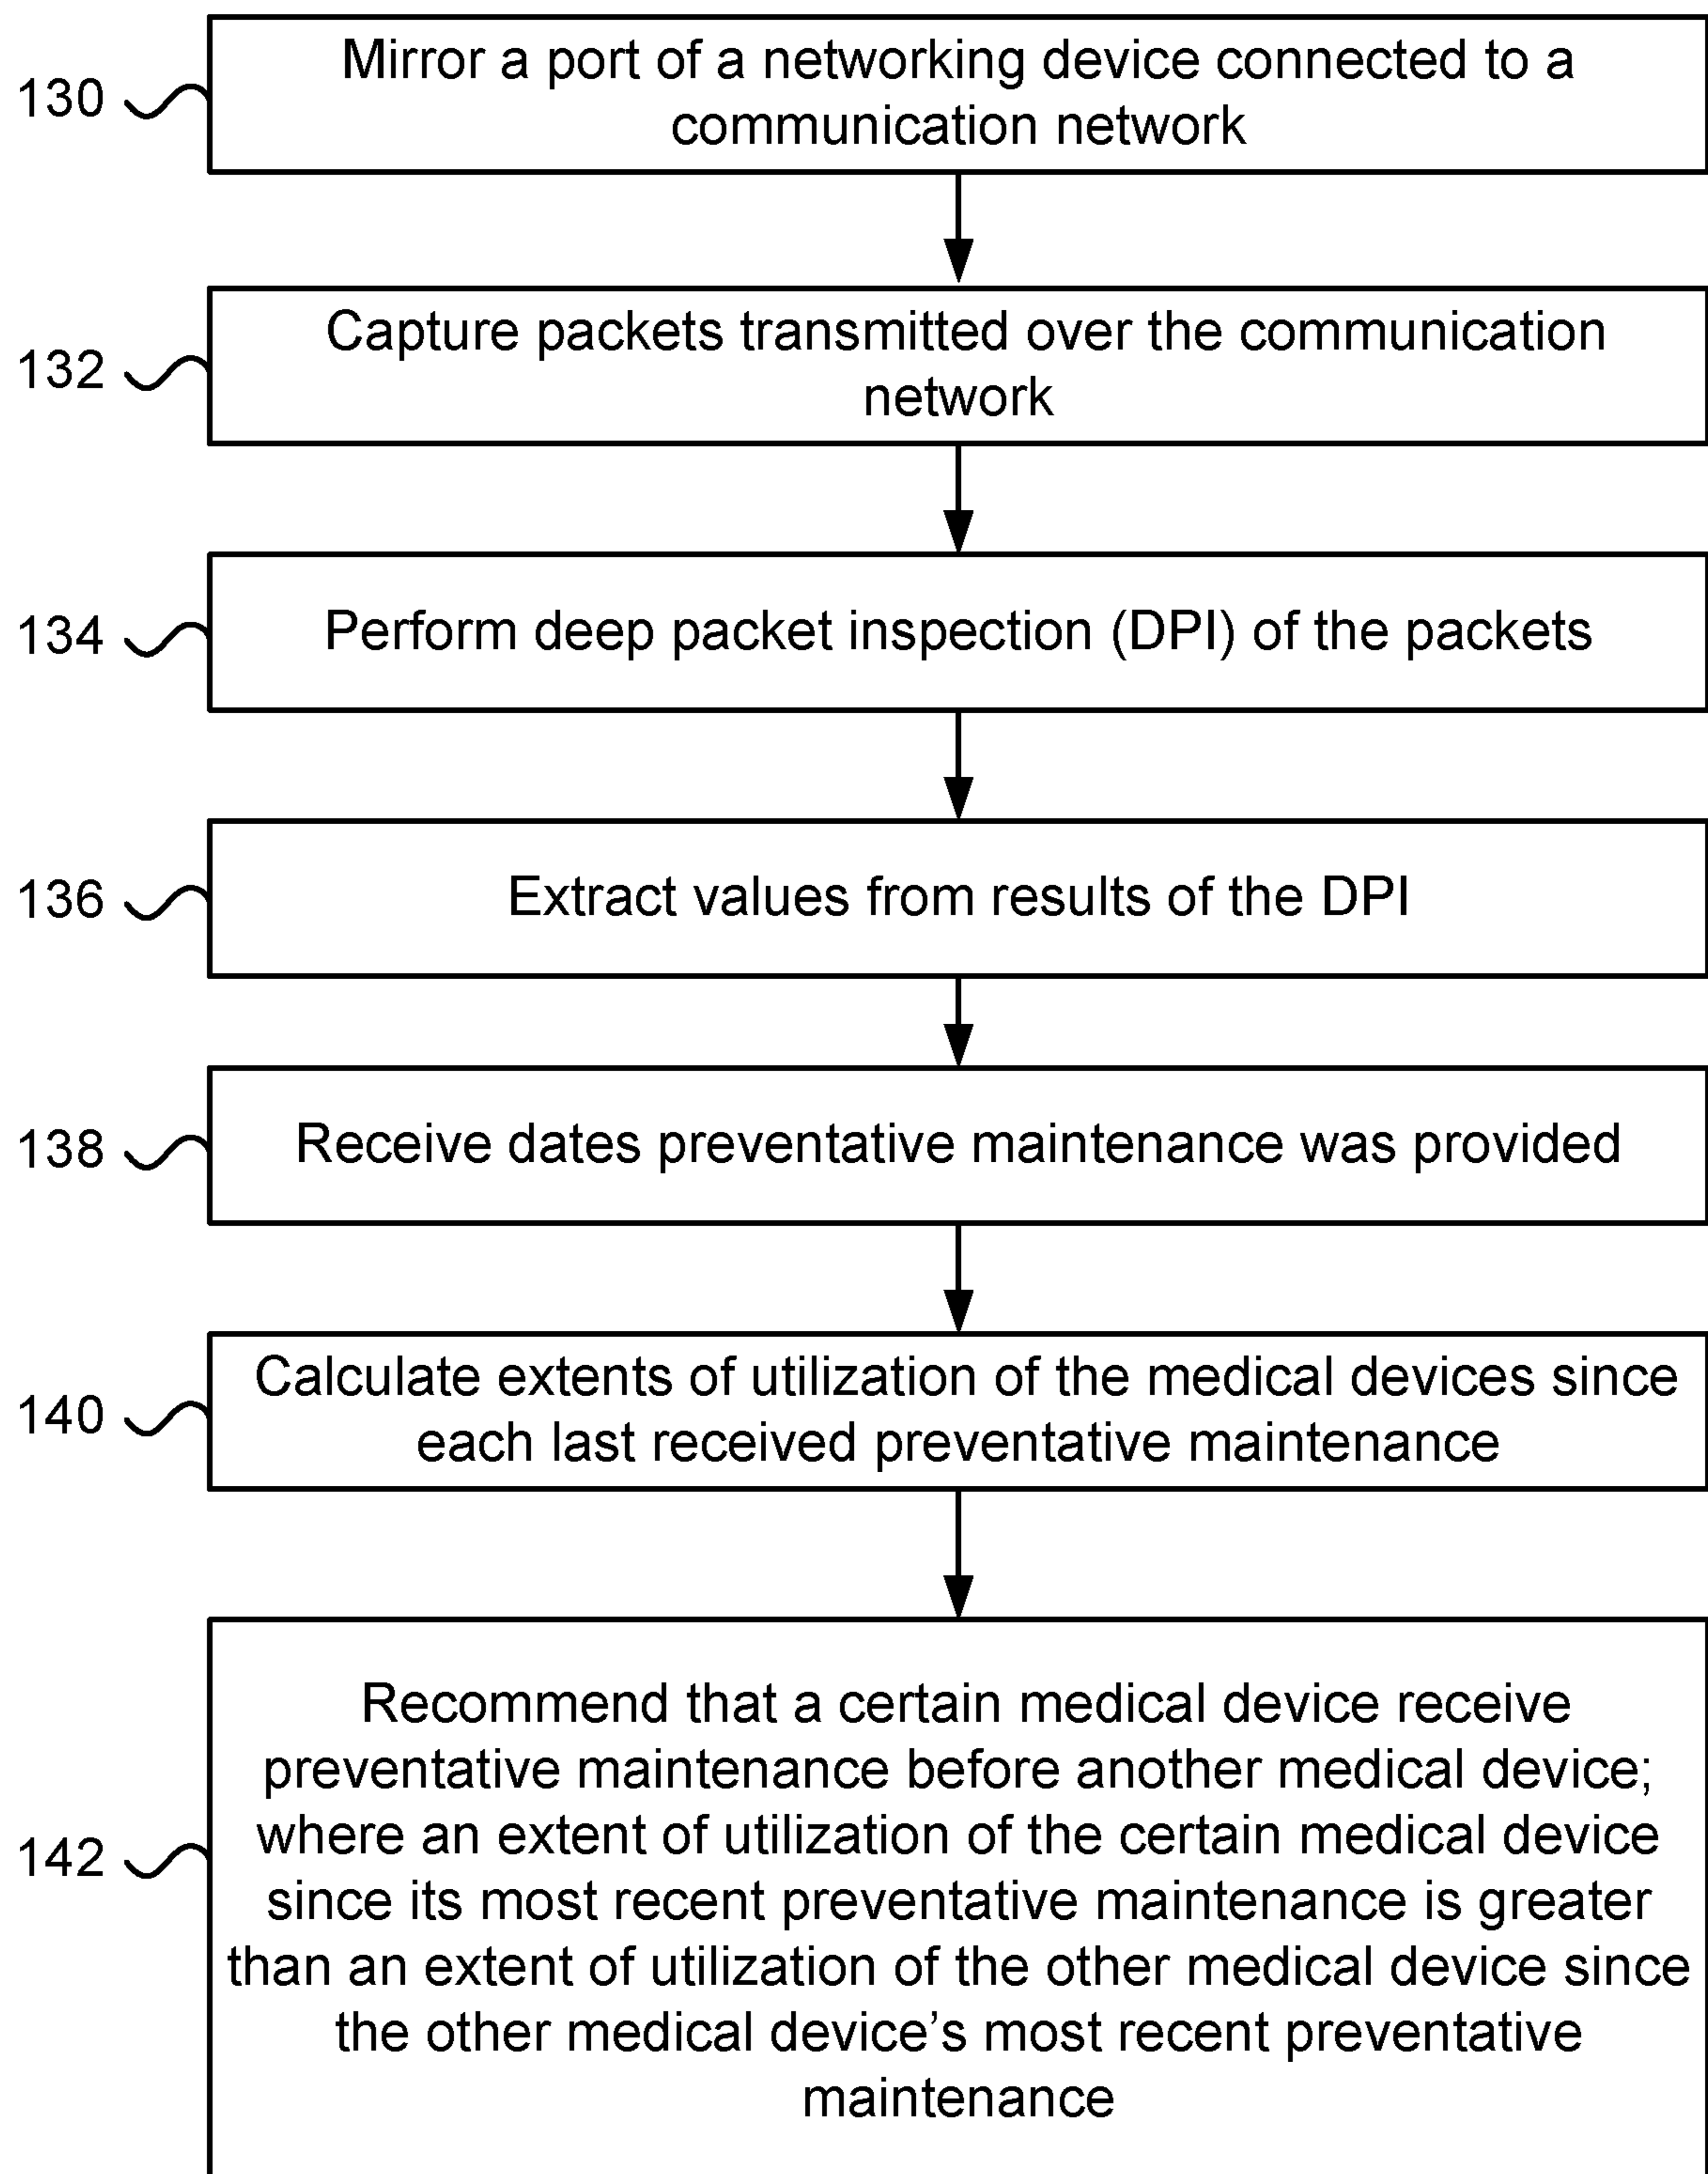 130
Mirror a port of a networking device connected to a
communication network
132
Capture packets transmitted over the communication
network
134
Perform deep packet inspection (DPI) of the packets
136
Extract values from results of the DPI
138
Receive dates preventative maintenance was provided
140
Calculate extents of utilization of the medical devices since
each last received preventative maintenance
142
Recommend that a certain medical device receive
preventative maintenance before another medical device;
where an extent of utilization of the certain medical device
since its most recent preventative maintenance is greater
than an extent of utilization of the other medical device since
the other medical device’s most recent preventative
maintenance